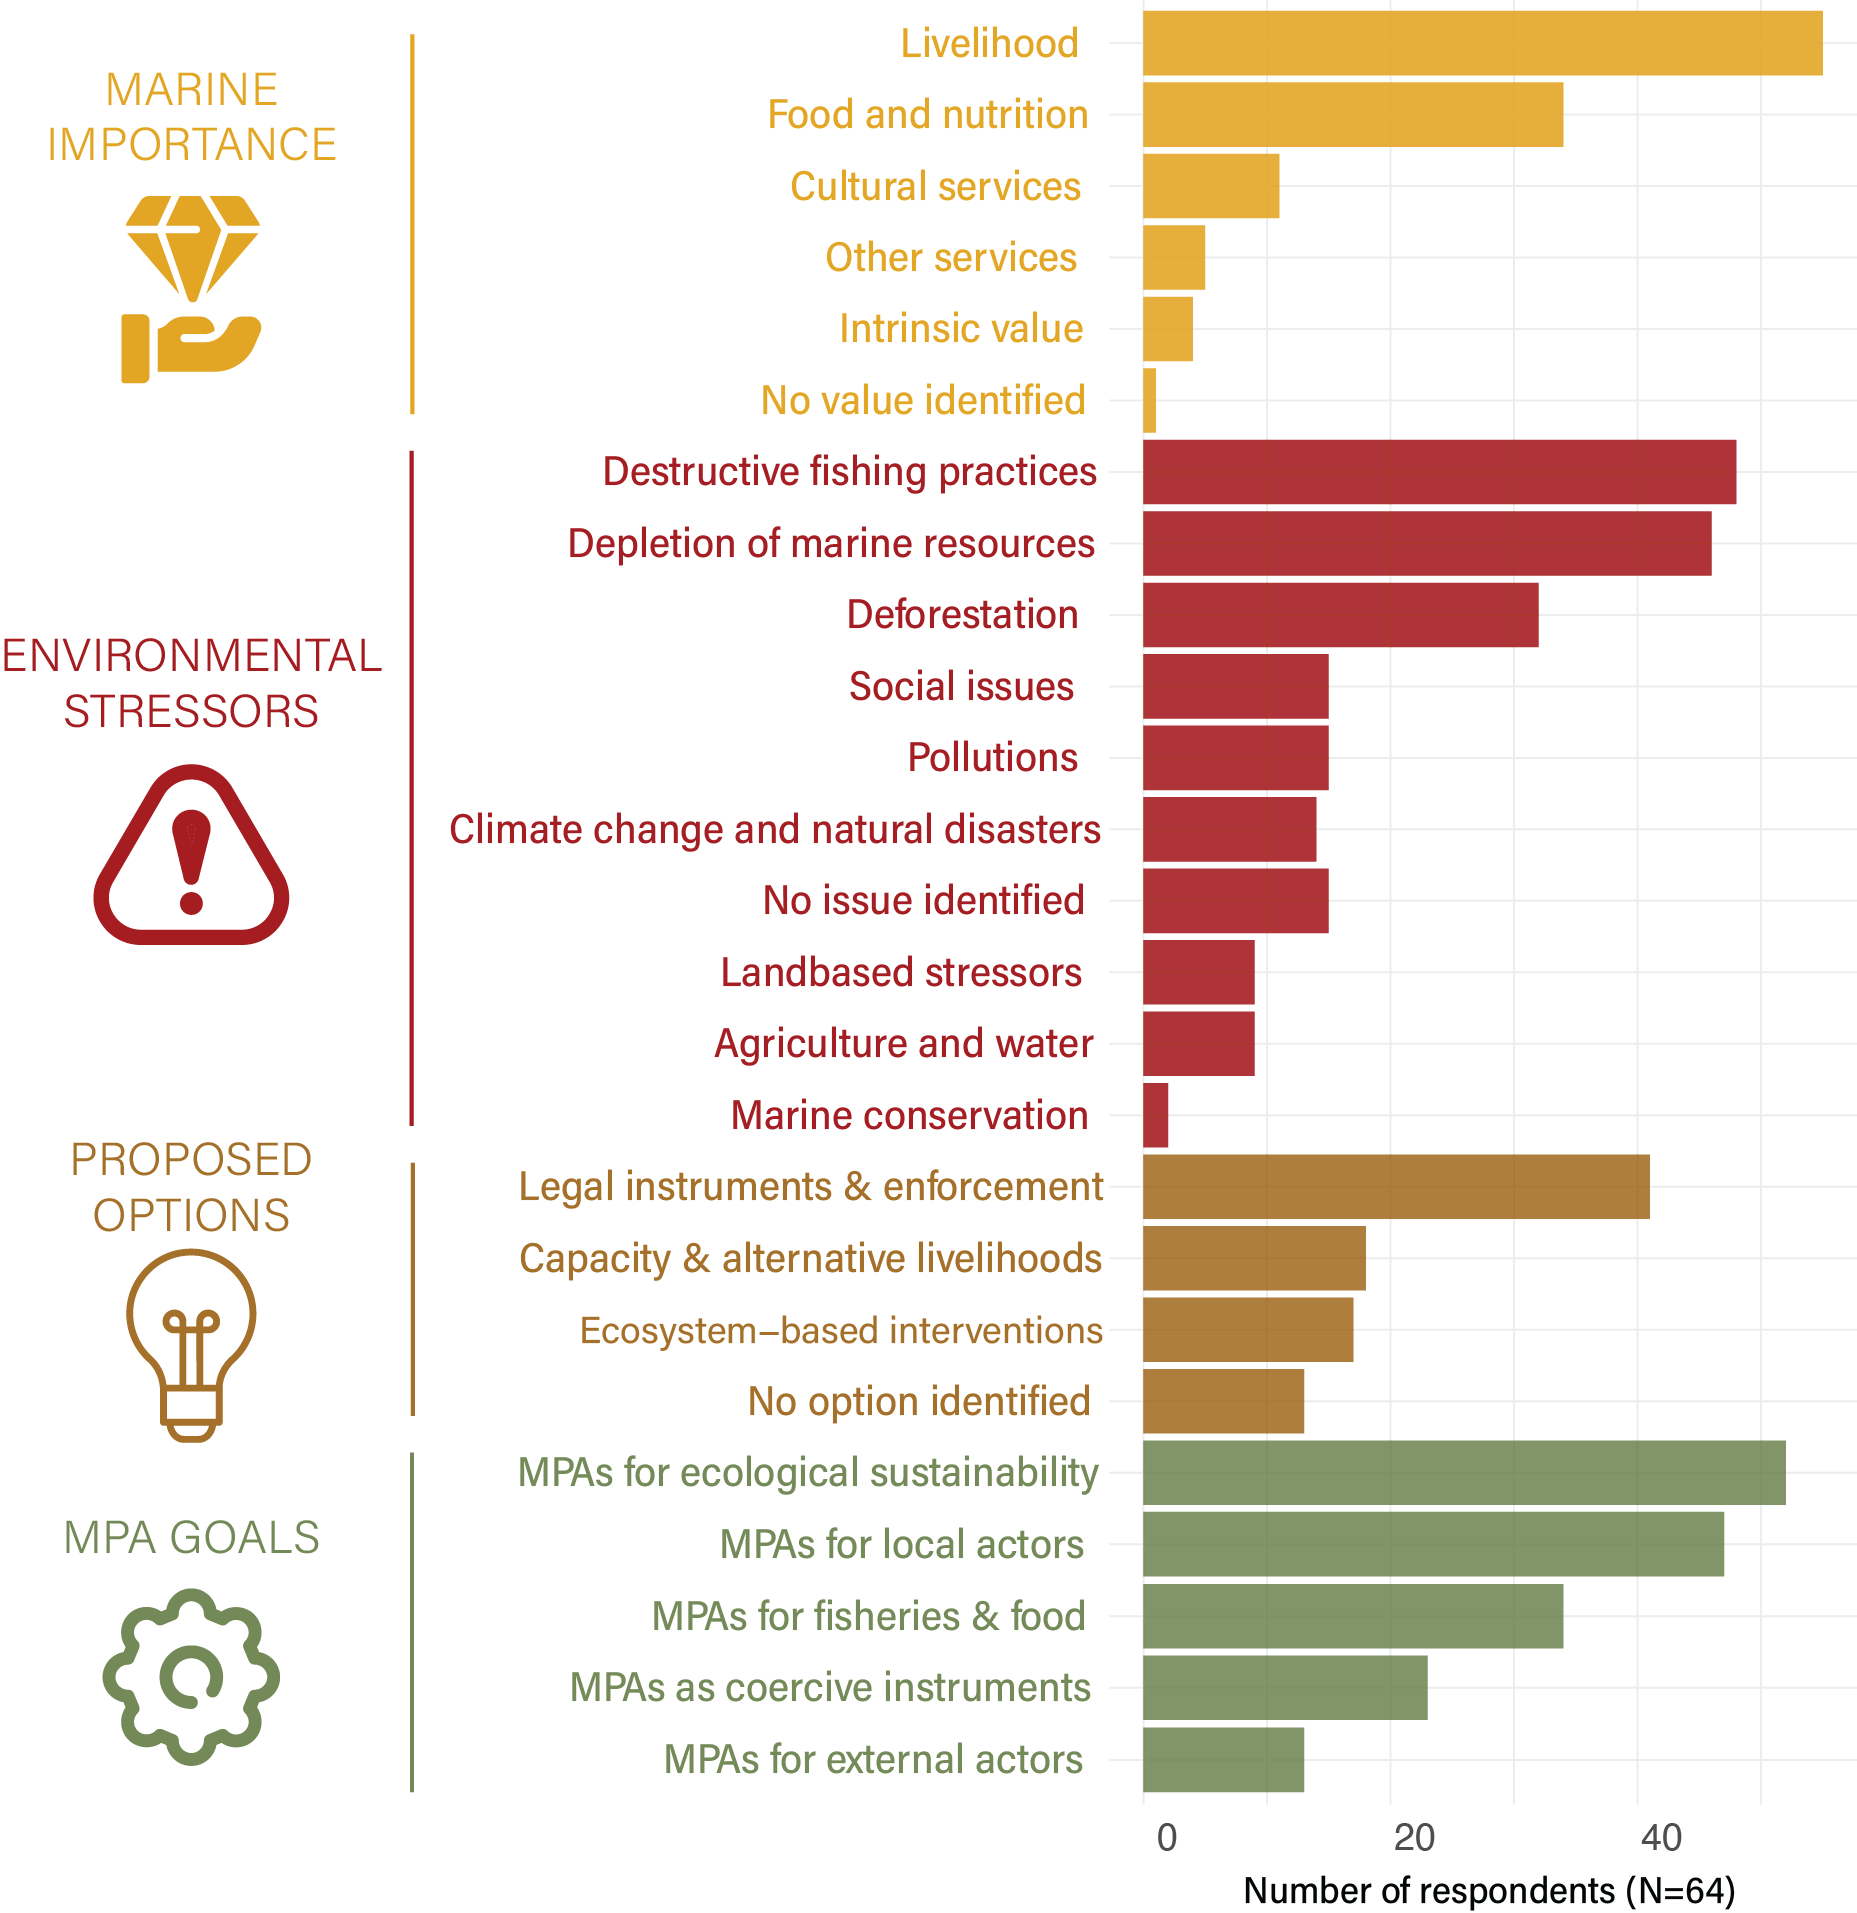 MARINE
IMPORTANCE
Livelihood
Food and nutrition
Cultural services
Other services
Intrinsic value
No value identified
ENVIRONMENTAL
STRESSORS
Destructive fishing practices
Depletion of marine resources
Deforestation
Social issues
Pollutions
Climate change and natural disasters
No issue identified
Landbased stressors
Agriculture and water
Marine conservation
PROPOSED
OPTIONS
Legal instruments & enforcement
Capacity & alternative livelihoods
Ecosystem–based interventions
No option identified
MPA GOALS
MPAs for ecological sustainability
MPAs for local actors
MPAs for fisheries & food
MPAs as coercive instruments
MPAs for external actors
0 20 40
Number of respondents (N=64)